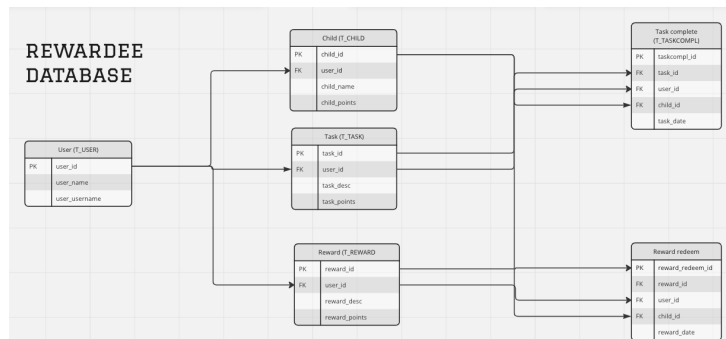 REWARDEE
DATABASE
User (T_USER)
PK user_id
user_name
user_username
Child (T_CHILD
PK child_id
FK user_id
child_name
child_points
Task (T_TASK)
PK task_id
FK user_id
task_desc
task_points
Reward (T_REWARD
PK reward_id
FK user_id
reward_desc
reward_points
Task complete
(T_TASKCOMPL)
PK taskcompl_id
FK task_id
FK user_id
FK child_id
task_date
Reward redeem
PK reward_redeem_id
FK reward_id
FK user_id
FK child_id
reward_date